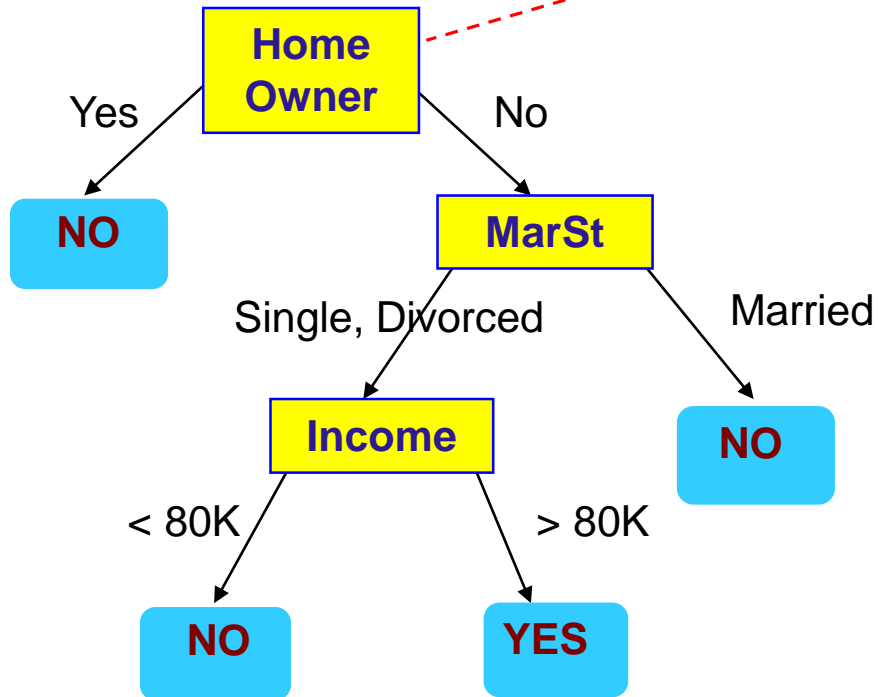 Home
Owner
Yes
No
NO
MarSt
Single, Divorced
Married
Income
NO
< 80K
> 80K
NO
YES